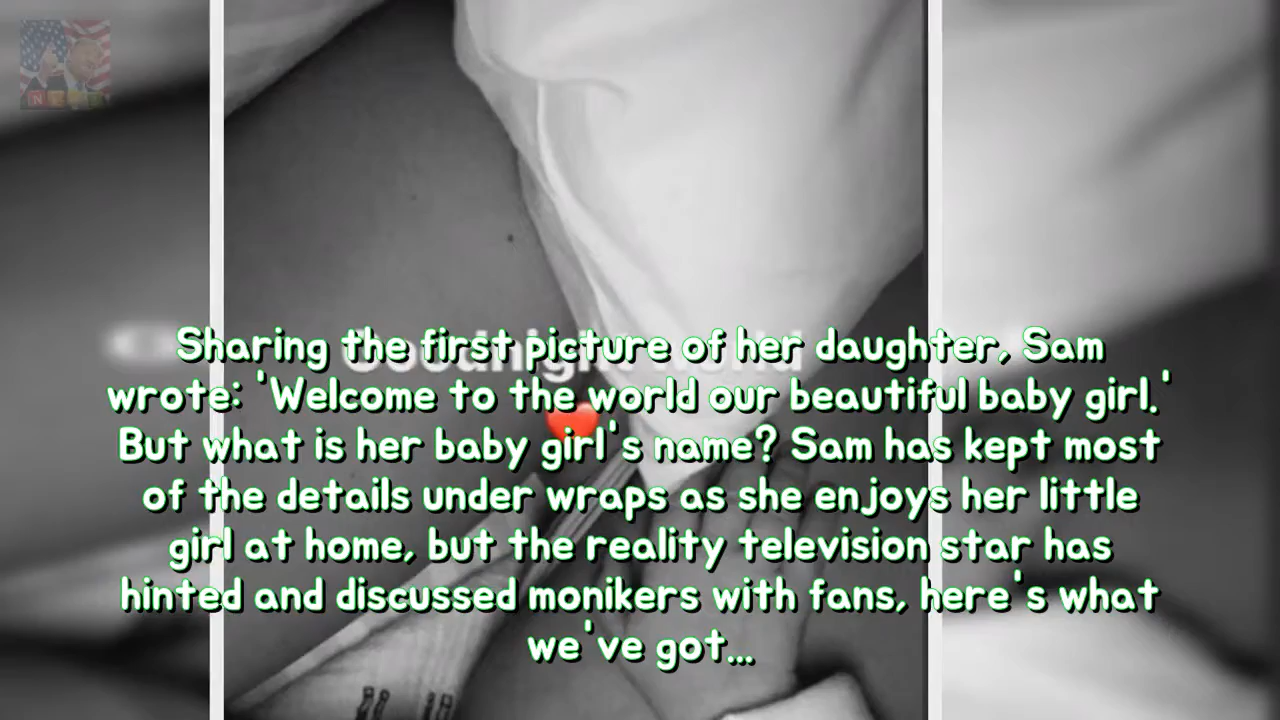 Goodnight world
Sharing the first picture of her daughter, Sam
wrote: 'Welcome to the world our beautiful baby girl.'
But what is her baby girl's name? Sam has kept most
of the details under wraps as she enjoys her little
girl at home, but the reality television star has
hinted and discussed monikers with fans, here's what
we've got...